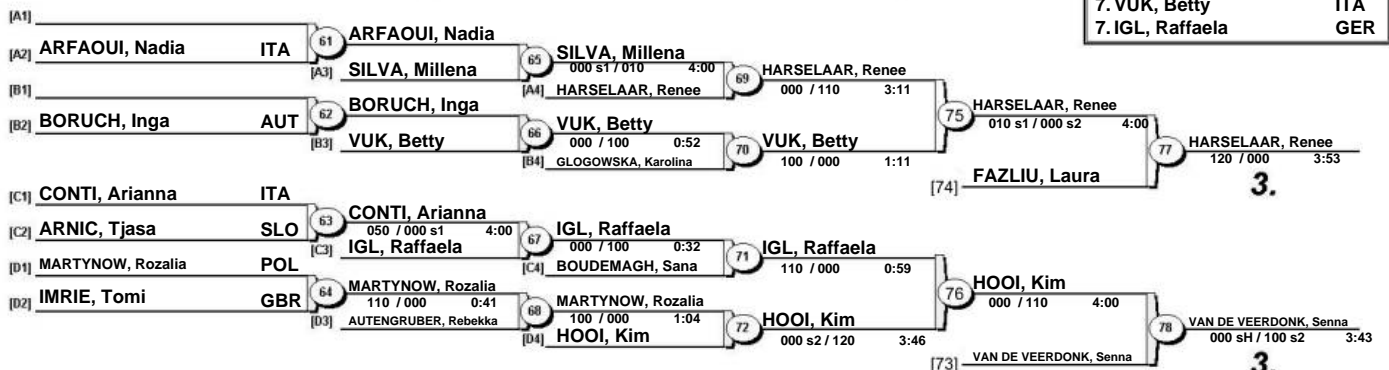 7. VUK, Betty ITA
7. IGL, Raffaela GER
[A1]
[A2] ARFAOUI, Nadia ITA
61
ARFAOUI, Nadia
[A3] SILVA, Millena
65
SILVA, Millena
000 s1 / 010 4:00
[A4] HARSELAAR, Renee
69
HARSELAAR, Renee
000 / 110 3:11
[B1]
[B2] BORUCH, Inga AUT
62
BORUCH, Inga
[B3] VUK, Betty
66
VUK, Betty
000 / 100 0:52
[B4] GLOGOWSKA, Karolina
70
VUK, Betty
100 / 000 1:11
75
HARSELAAR, Renee
010 s1 / 000 s2 4:00
[74] FAZLIU, Laura
77
HARSELAAR, Renee
120 / 000 3:53
3.
[C1] CONTI, Arianna ITA
[C2] ARNIC, Tjasa SLO
63
CONTI, Arianna
050 / 000 s1 4:00
[C3] IGL, Raffaela
67
IGL, Raffaela
000 / 100 0:32
[C4] BOUDEMAGH, Sana
71
IGL, Raffaela
110 / 000 0:59
[D1] MARTYNOW, Rozalia POL
[D2] IMRIE, Tomi GBR
64
MARTYNOW, Rozalia
110 / 000 0:41
[D3] AUTENGRUBER, Rebekka
68
MARTYNOW, Rozalia
100 / 000 1:04
[D4] HOOI, Kim
72
HOOI, Kim
000 s2 / 120 3:46
76
HOOI, Kim
000 / 110 4:00
[73] VAN DE VEERDONK, Senna
78
VAN DE VEERDONK, Senna
000 sH / 100 s2 3:43
3.